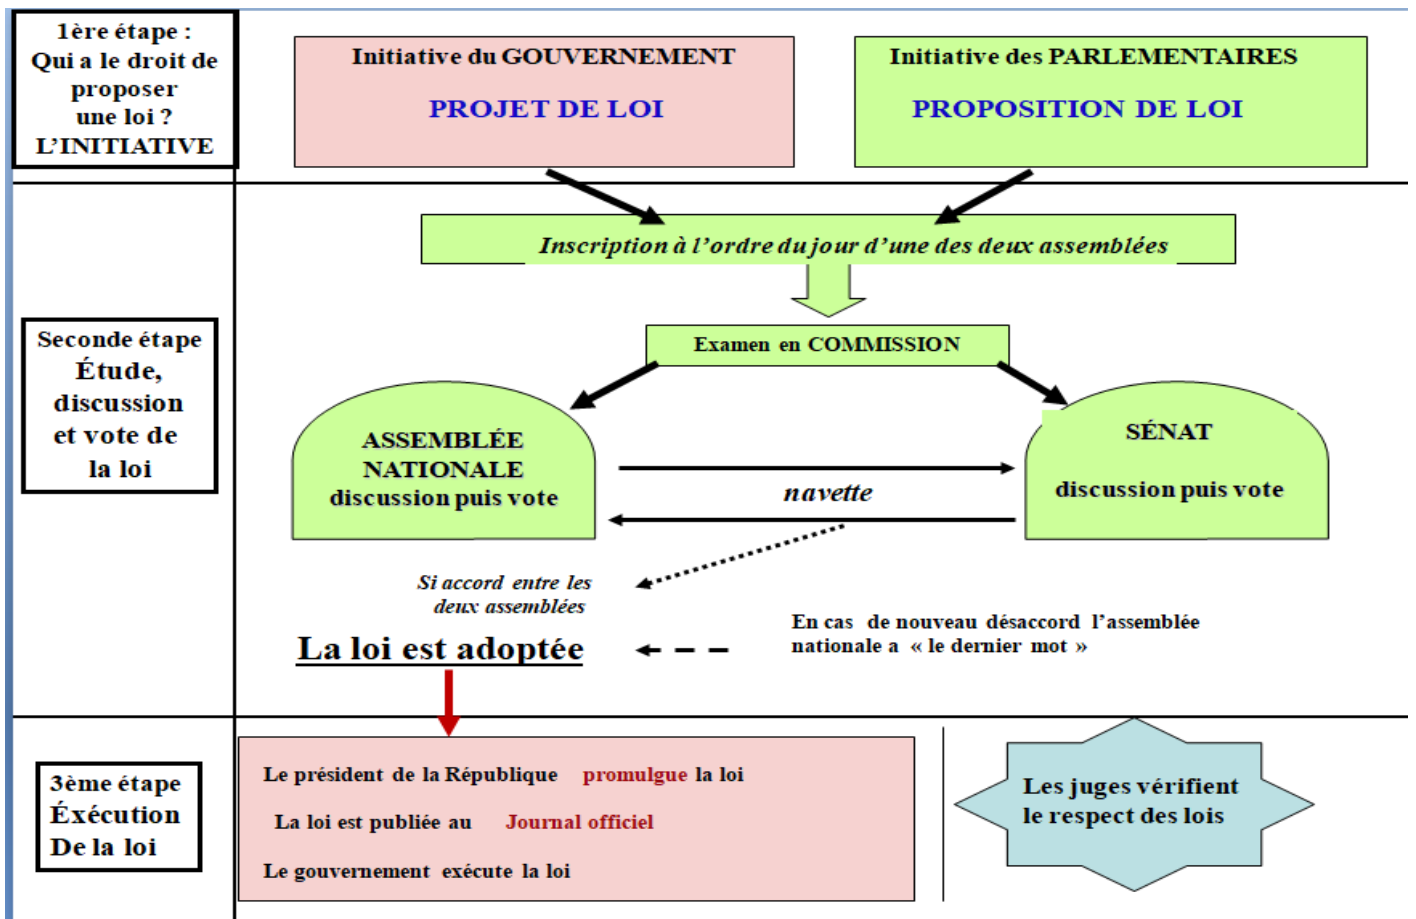 1ère étape :
Qui a le droit de
proposer
une loi ?
L’INITIATIVE
Initiative du GOUVERNEMENT
PROJET DE LOI
Initiative des PARLEMENTAIRES
PROPOSITION DE LOI
Inscription à l’ordre du jour d’une des deux assemblées
Examen en COMMISSION
Seconde étape
Étude,
discussion
et vote de
la loi
ASSEMBLÉE
NATIONALE
discussion puis vote
navette
SÉNAT
discussion puis vote
Si accord entre les
deux assemblées
La loi est adoptée
En cas de nouveau désaccord l’assemblée
nationale a « le dernier mot »
3ème étape
Éxécution
De la loi
Le président de la République promulgue la loi
La loi est publiée au Journal officiel
Le gouvernement exécute la loi
Les juges vérifient
le respect des lois